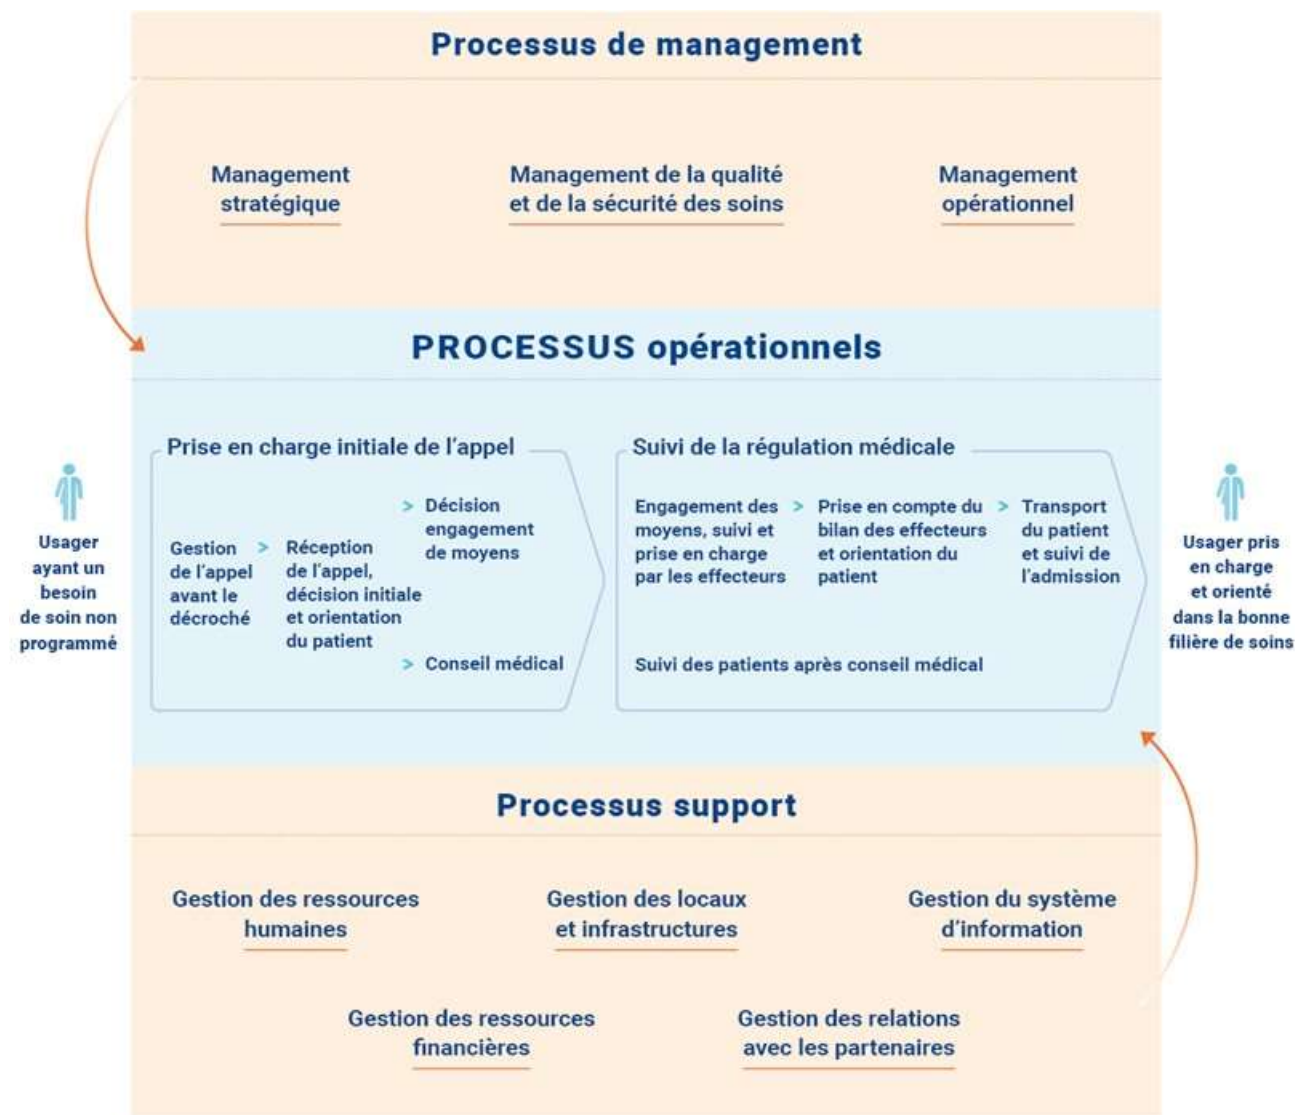 Processus de management
Management
stratégique
Management de la qualité
et de la sécurité des soins
Management
opérationnel
PROCESSUS opérationnels
Usager
ayant un
besoin
de soin non
programmé
Prise en charge initiale de l'appel
Gestion
de l'appel
avant le
décroché
> Réception
de l'appel,
décision initiale
et orientation
du patient
> Décision
engagement
de moyens
> Conseil médical
Suivi de la régulation médicale
Engagement des
moyens, suivi et
prise en charge
par les effecteurs
> Prise en compte du
bilan des effecteurs
et orientation du
patient
> Transport
du patient
et suivi de
l'admission
Suivi des patients après conseil médical
Usager pris
en charge
et orienté
dans la bonne
filière de soins
Processus support
Gestion des ressources
humaines
Gestion des locaux
et infrastructures
Gestion du système
d'information
Gestion des ressources
financières
Gestion des relations
avec les partenaires